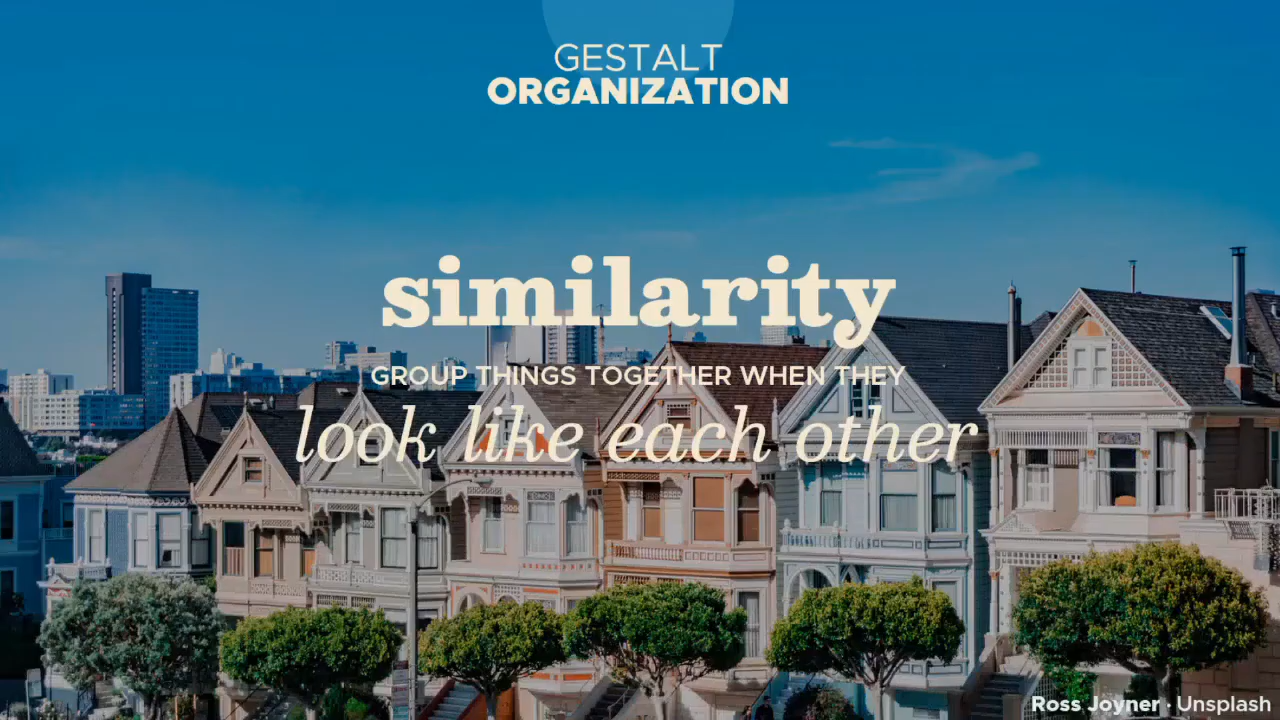 GESTALT
ORGANIZATION
similarity
GROUP THINGS TOGETHER WHEN THEY
look like each other
Ross Joyner · Unsplash